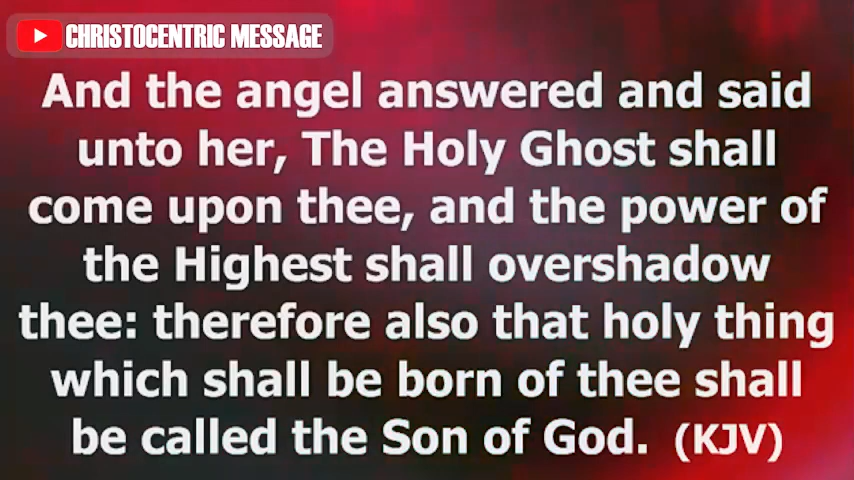 CHRISTOCENTRIC MESSAGE
And the angel answered and said
unto her, The Holy Ghost shall
come upon thee, and the power of
the Highest shall overshadow
thee: therefore also that holy thing
which shall be born of thee shall
be called the Son of God. (KJV)